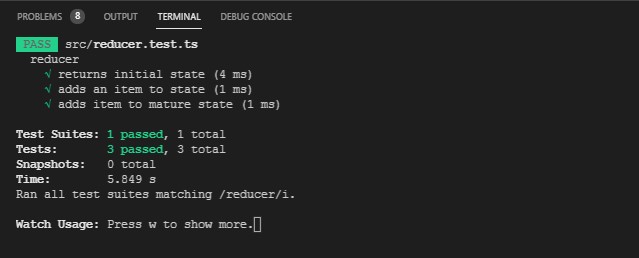 PROBLEMS 8 OUTPUT TERMINAL DEBUG CONSOLE
PASS src/reducer.test.ts
reducer
√ returns initial state (4 ms)
√ adds an item to state (1 ms)
√ adds item to mature state (1 ms)
Test Suites: 1 passed, 1 total
Tests: 3 passed, 3 total
Snapshots: 0 total
Time: 5.849 s
Ran all test suites matching /reducer/i.
Watch Usage: Press w to show more.